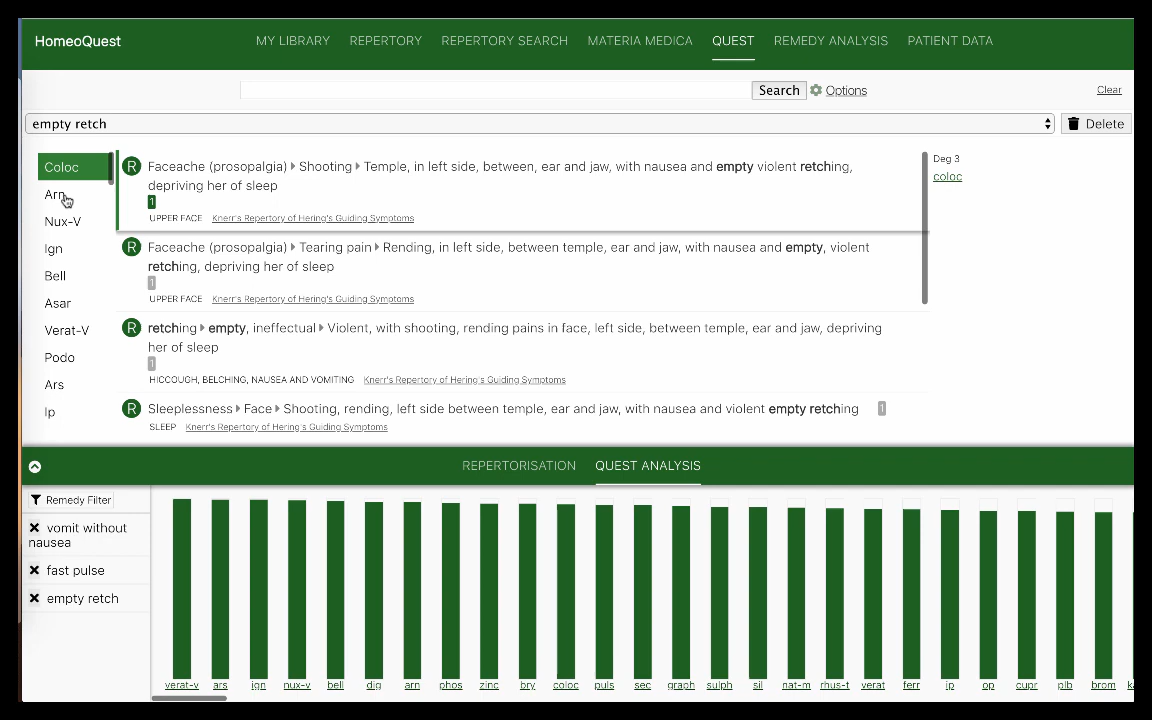 HomeoQuest MY LIBRARY REPERTORY REPERTORY SEARCH MATERIA MEDICA QUEST REMEDY ANALYSIS PATIENT DATA
Search Options Clear
empty retch Delete
Coloc
Arn
Nux-V
Ign
Bell
Asar
Verat-V
Podo
Ars
Ip
R Faceache (prosopalgia) Shooting Temple, in left side, between, ear and jaw, with nausea and empty violent retching,
depriving her of sleep
1
UPPER FACE Knerr's Repertory of Hering's Guiding Symptoms
R Faceache (prosopalgia) Tearing pain Rending, in left side, between temple, ear and jaw, with nausea and empty, violent
retching, depriving her of sleep
1
UPPER FACE Knerr's Repertory of Hering's Guiding Symptoms
R retching empty, ineffectual Violent, with shooting, rending pains in face, left side, between temple, ear and jaw, depriving
her of sleep
1
HICCOUGH, BELCHING, NAUSEA AND VOMITING Knerr's Repertory of Hering's Guiding Symptoms
R Sleeplessness Face Shooting, rending, left side between temple, ear and jaw, with nausea and violent empty retching 1
SLEEP Knerr's Repertory of Hering's Guiding Symptoms
Deg 3
coloc
REPERTORISATION QUEST ANALYSIS
Remedy Filter
vomit without
nausea
fast pulse
empty retch
verat-v ars ign nux-v bell dig arn phos zinc bry coloc puls sec graph sulph sil nat-m rhus-t verat ferr ip op cupr plb brom